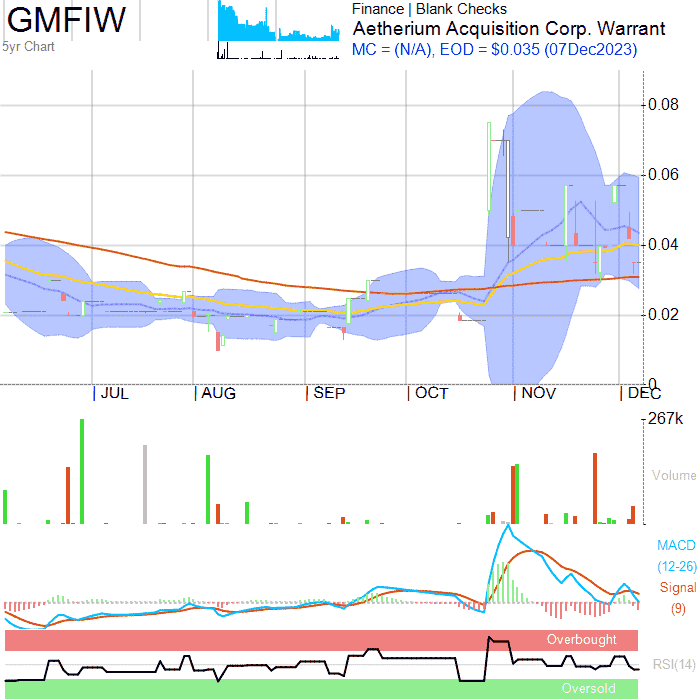 GMFIW
5yr Chart
Finance | Blank Checks
Aetherium Acquisition Corp. Warrant
MC = (N/A), EOD = $0.035 (07Dec2023)
0.08
0.06
0.04
0.02
0
JUL AUG SEP OCT NOV DEC
267k
Volume
MACD
(12-26)
Signal
(9)
Overbought
RSI(14)
Oversold